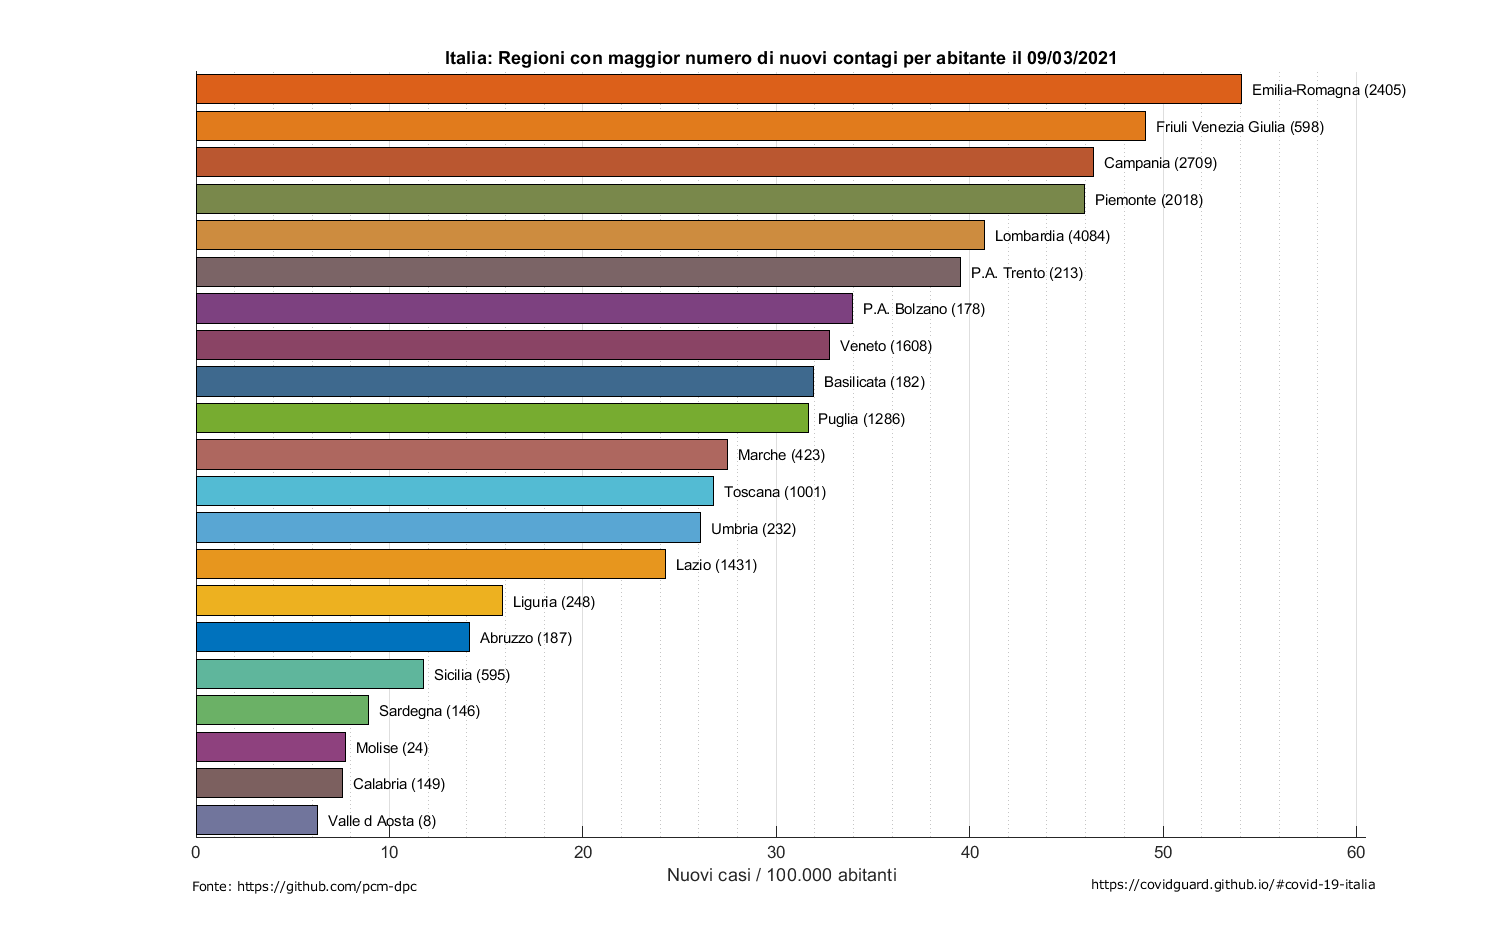 Italia: Regioni con maggior numero di nuovi contagi per abitante il 09/03/2021
Emilia-Romagna (2405)
Friuli Venezia Giulia (598)
Campania (2709)
Piemonte (2018)
Lombardia (4084)
P.A. Trento (213)
P.A. Bolzano (178)
Veneto (1608)
Basilicata (182)
Puglia (1286)
Marche (423)
Toscana (1001)
Umbria (232)
Lazio (1431)
Liguria (248)
Abruzzo (187)
Sicilia (595)
Sardegna (146)
Molise (24)
Calabria (149)
Valle d Aosta (8)
0 10 20 30 40 50 60
Nuovi casi / 100.000 abitanti
Fonte: https://github.com/pcm-dpc
https://covidguard.github.io/#covid-19-italia